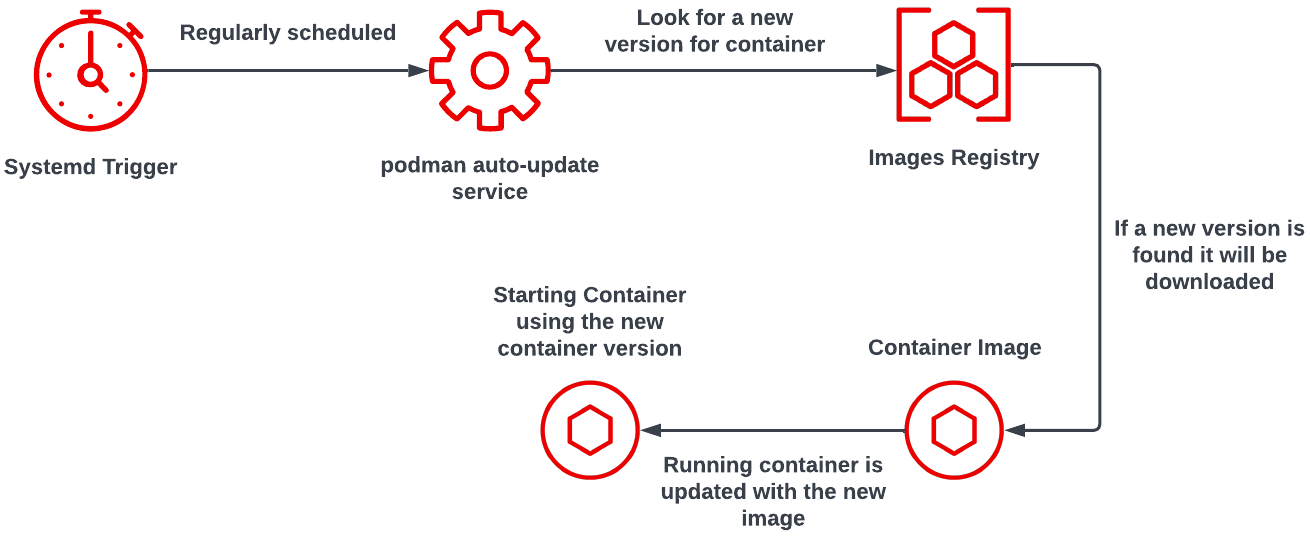 Regularly scheduled
Look for a new
version for container
Systemd Trigger
podman auto-update
service
Images Registry
If a new version is
found it will be
downloaded
Starting Container
using the new
container version
Container Image
Running container is
updated with the new
image